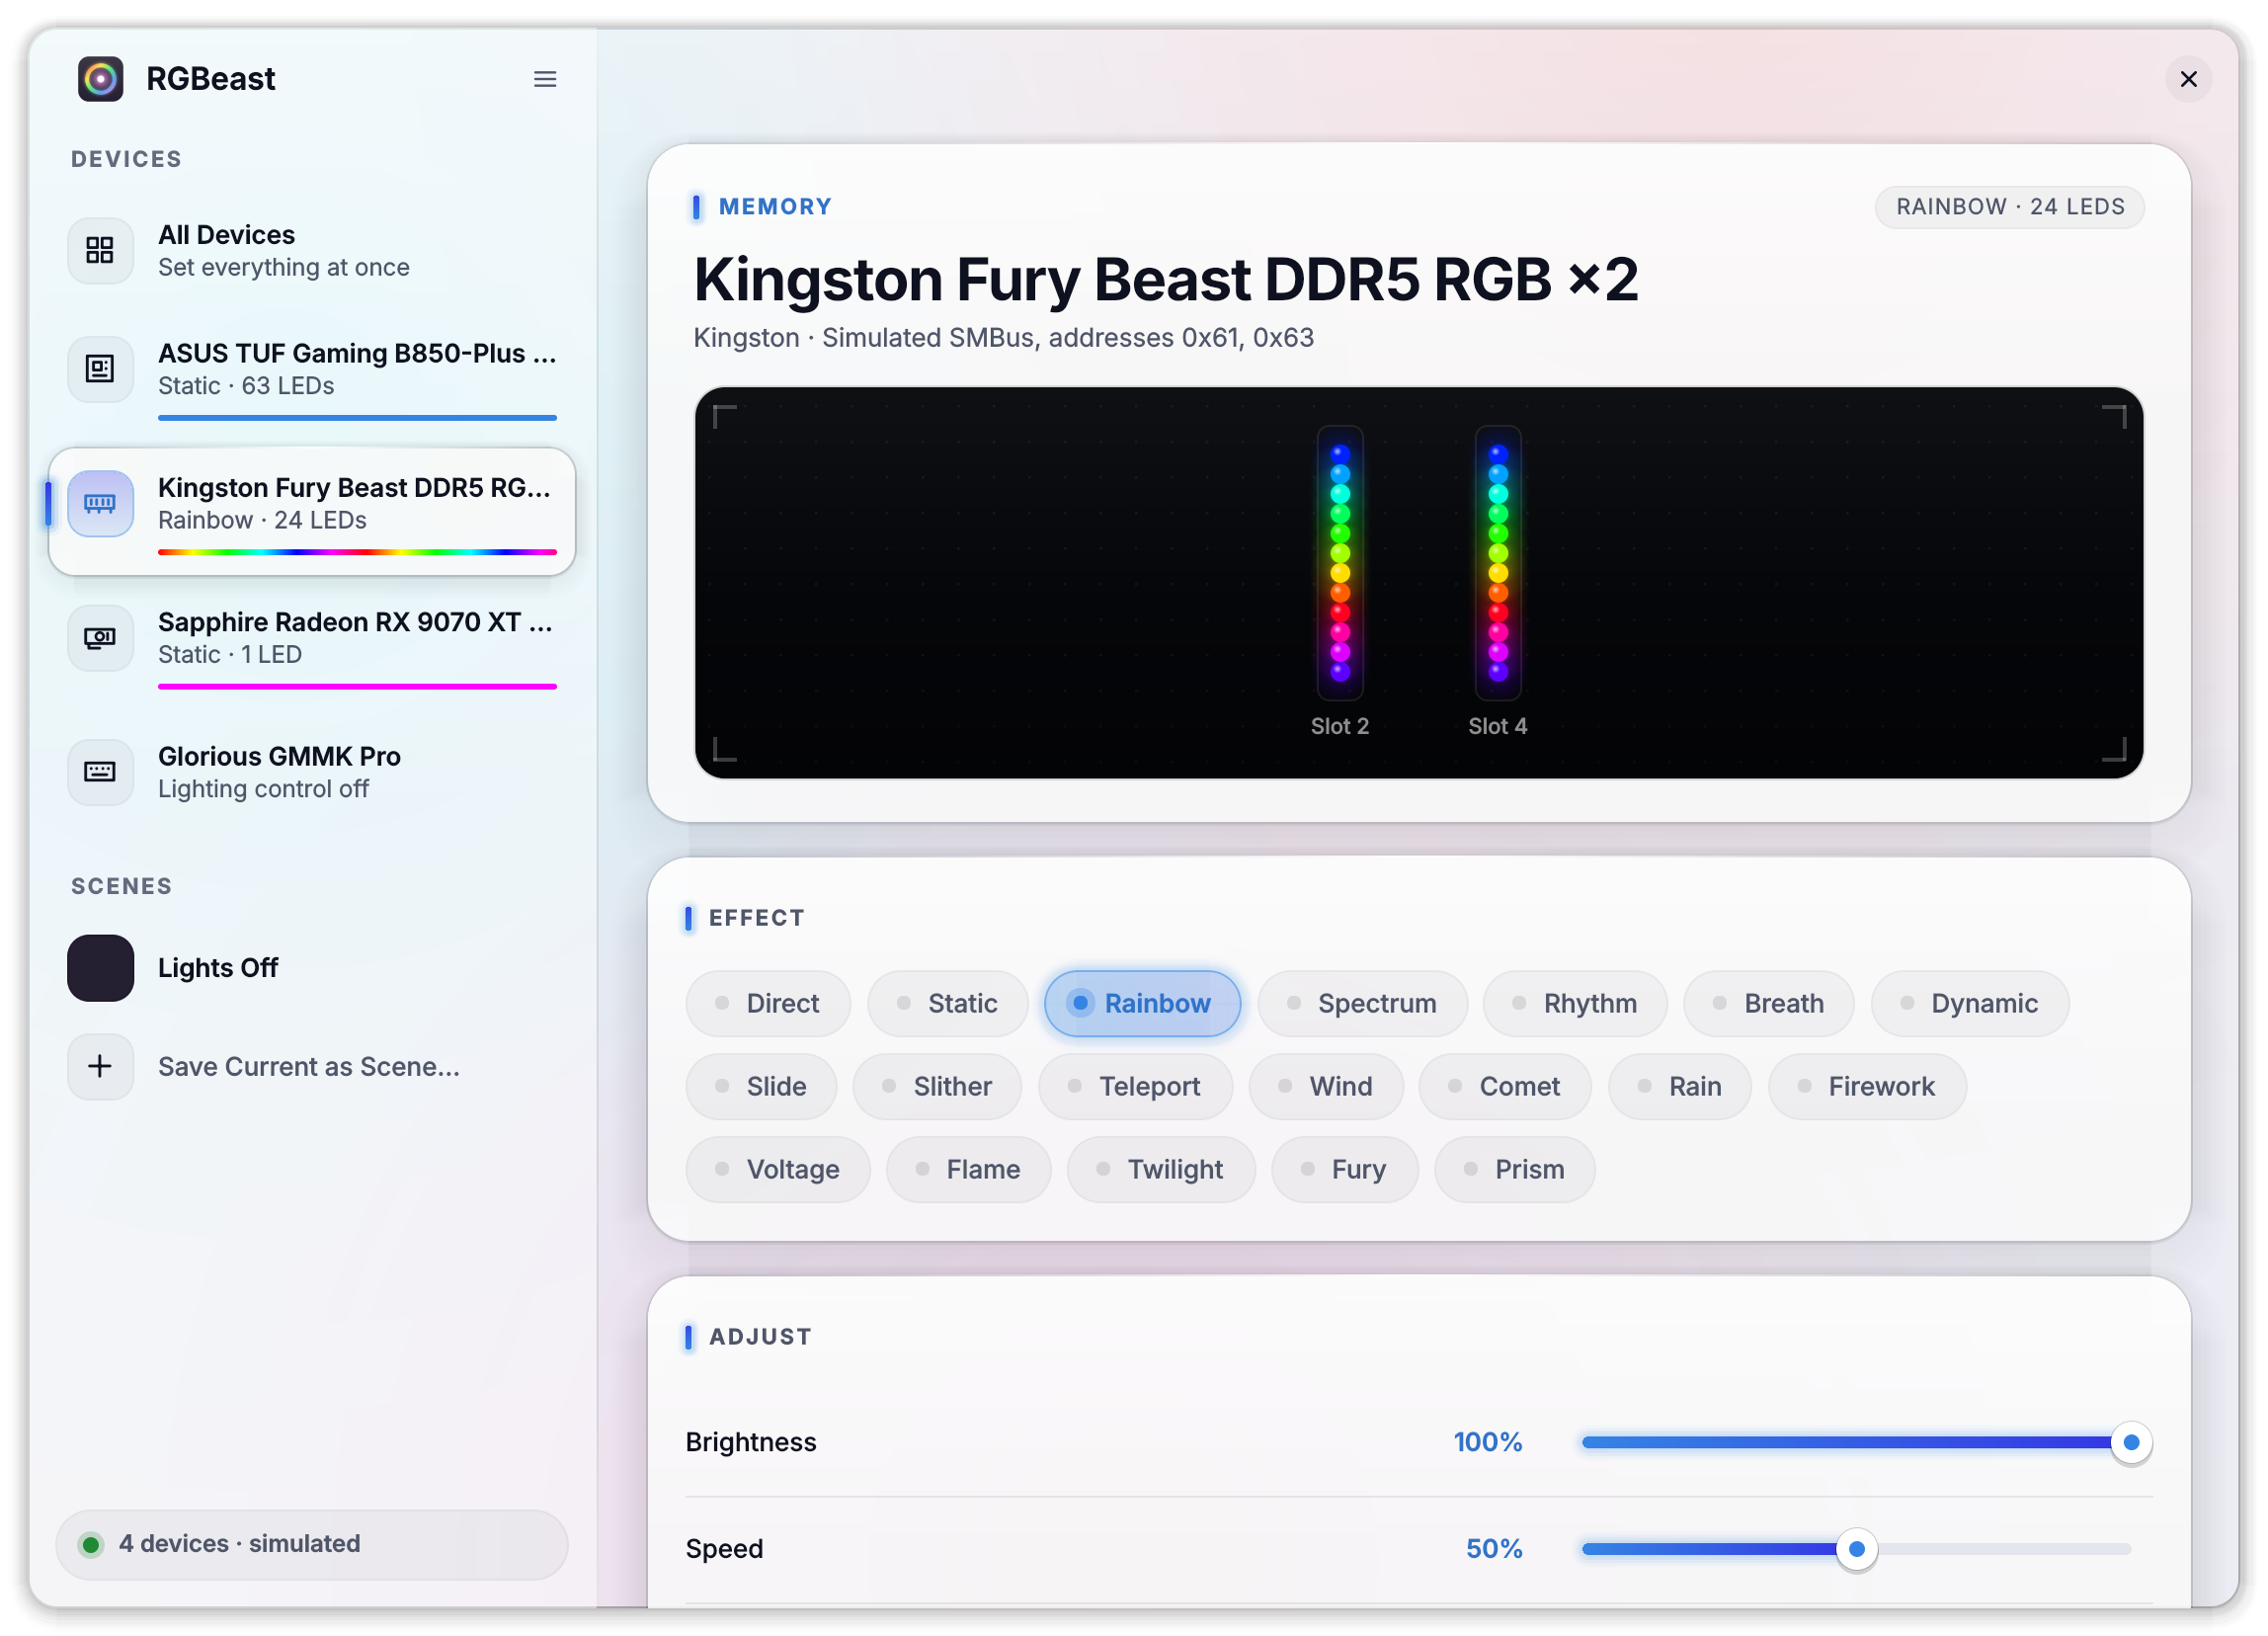 RGBeast
DEVICES
All Devices
Set everything at once
ASUS TUF Gaming B850-Plus ...
Static · 63 LEDs
Kingston Fury Beast DDR5 RG...
Rainbow · 24 LEDs
Sapphire Radeon RX 9070 XT ...
Static · 1 LED
Glorious GMMK Pro
Lighting control off
SCENES
Lights Off
Save Current as Scene...
4 devices · simulated
MEMORY
RAINBOW · 24 LEDS
Kingston Fury Beast DDR5 RGB ×2
Kingston · Simulated SMBus, addresses 0x61, 0x63
Slot 2 Slot 4
EFFECT
Direct Static Rainbow Spectrum Rhythm Breath Dynamic
Slide Slither Teleport Wind Comet Rain Firework
Voltage Flame Twilight Fury Prism
ADJUST
Brightness 100%
Speed 50%